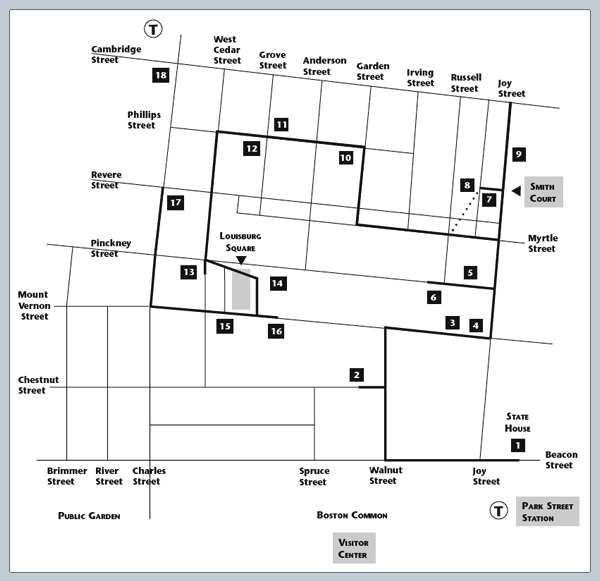 T
West
Cedar
Street
Cambridge
Street
Grove
Street
Anderson
Street
Garden
Street
Irving
Street
Russell
Street
Joy
Street
18
Phillips
Street
11
12
10
9
8
7
Smith
Court
Revere
Street
17
Myrtle
Street
Louisburg
Square
Pinckney
Street
13
14
5
6
Mount
Vernon
Street
15
16
3
4
2
Chestnut
Street
State
House
1
Beacon
Street
Brimmer
Street
River
Street
Charles
Street
Spruce
Street
Walnut
Street
Joy
Street
Public Garden
Boston Common
T
Park Street
Station
Visitor
Center